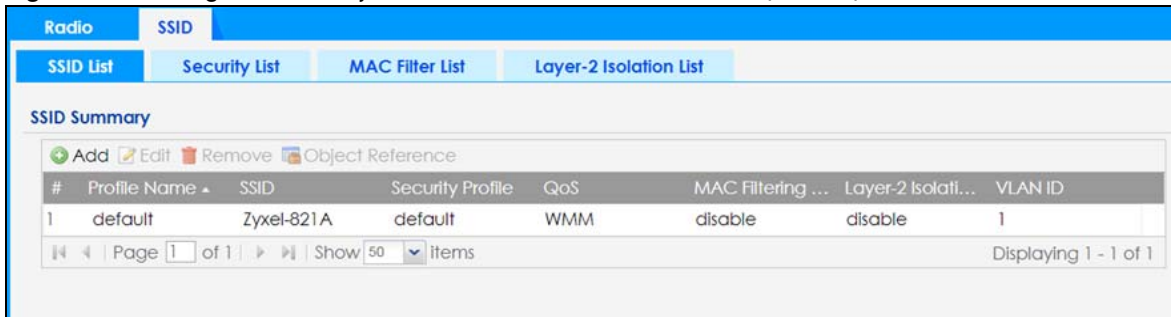 Radio SSID
SSID List Security List MAC Filter List Layer-2 Isolation List
SSID Summary
Add Edit Remove Object Reference
# Profile Name SSID Security Profile QoS MAC Filtering ... Layer-2 Isolati... VLAN ID
1 default Zyxel-821A default WMM disable disable 1
Page 1 of 1 Show 50 items Displaying 1 - 1 of 1